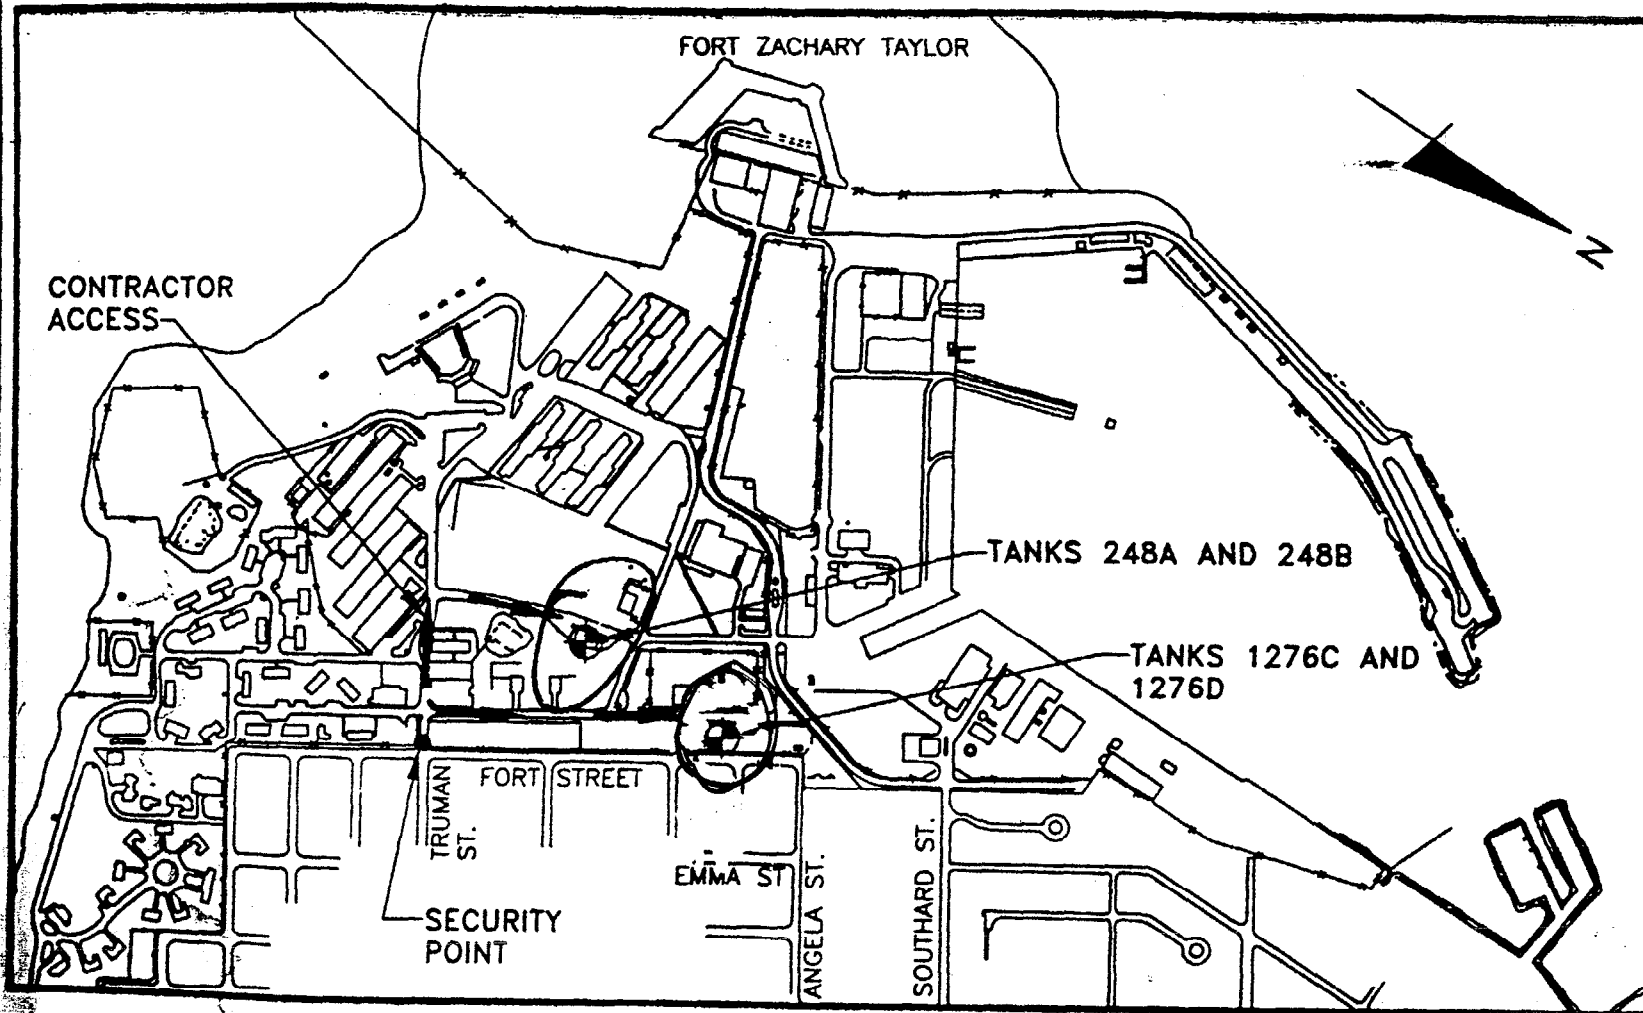 FORT ZACHARY TAYLOR
N
CONTRACTOR
ACCESS
TANKS 248A AND 248B
TANKS 1276C AND
1276D
FORT STREET
TRUMAN
ST.
EMMA ST
ANGELA ST.
SOUTHARD ST.
SECURITY
POINT